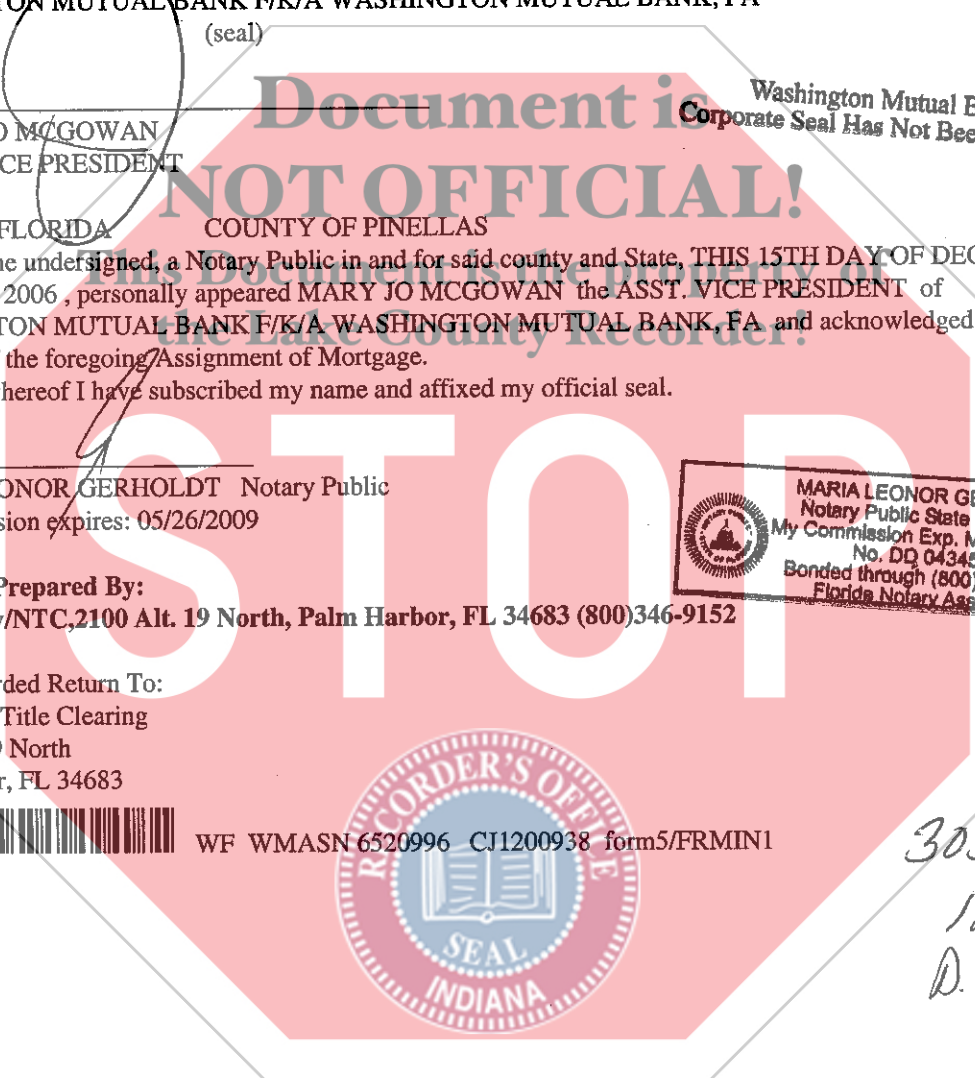 TON MUTUAL BANK F/K/A WASHINGTON MUTUAL BANK, FA
(seal)
Document is
NOT OFFICIAL!
This Document is the property of
the Lake County Recorder!
STOP
Washington Mutual B
Corporate Seal Has Not Bee
O MCGOWAN
CE PRESIDENT
FLORIDA COUNTY OF PINELLAS
he undersigned, a Notary Public in and for said county and State, THIS 15TH DAY OF DEC
2006 , personally appeared MARY JO MCGOWAN the ASST. VICE PRESIDENT of
TON MUTUAL BANK F/K/A WASHINGTON MUTUAL BANK, FA and acknowledged
the foregoing Assignment of Mortgage.
hereof I have subscribed my name and affixed my official seal.
ONOR GERHOLDT Notary Public
sion expires: 05/26/2009
MARIA LEONOR GE
Notary Public State
My Commission Exp. M
No. DD 04345
Bonded through (800)
Florida Notary Ass
Prepared By:
/NTC,2100 Alt. 19 North, Palm Harbor, FL 34683 (800)346-9152
ded Return To:
Title Clearing
North
r, FL 34683
WF WMASN 6520996 CJ1200938 form5/FRMIN1
RECORDER'S OFFICE
SEAL
INDIANA
D.